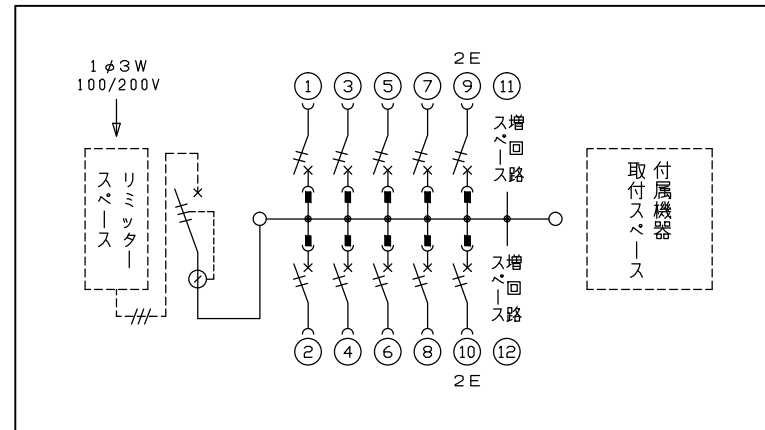 1φ3W
100/200V
リミッター
スペース
2E
1 3 5 7 9 11
増回路
スペース
増回路
スペース
2 4 6 8 10 12
2E
付属機器
取付スペース